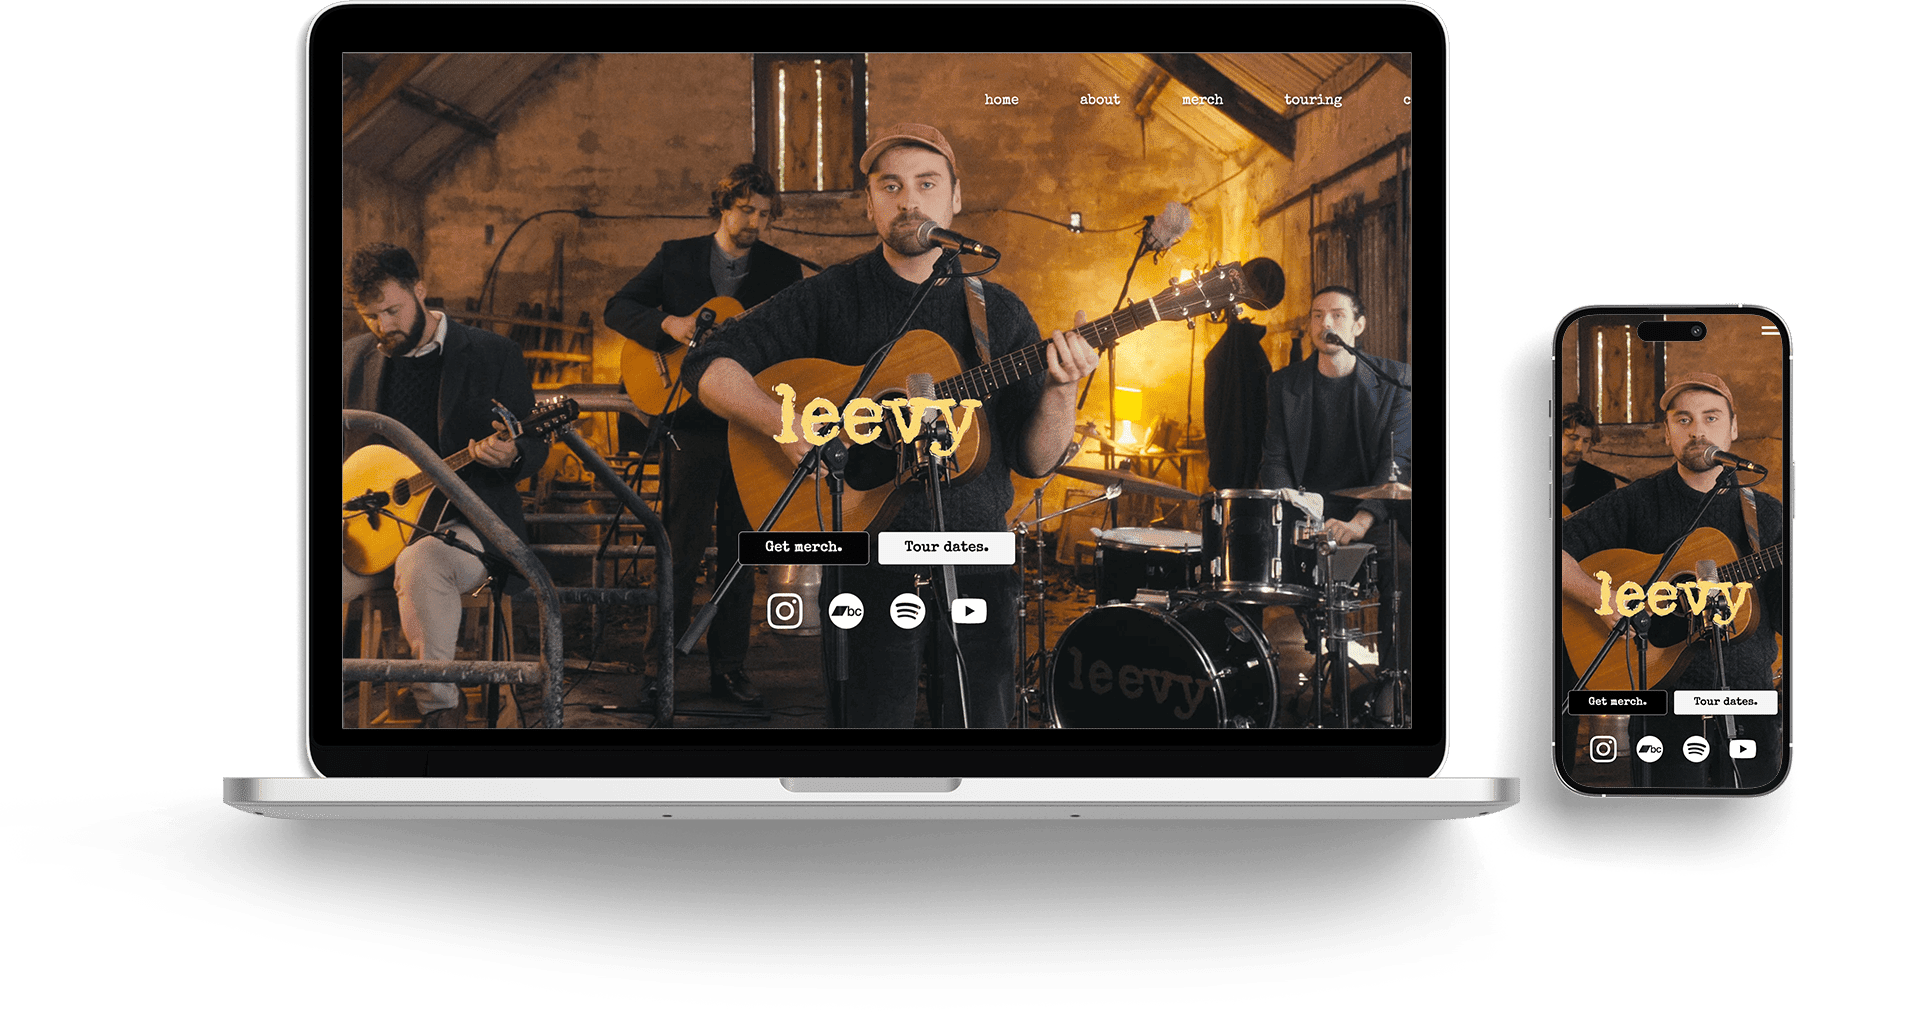 home about merch touring c
leevy
Get merch. Tour dates.
bc
leevy
leevy
Get merch. Tour dates.
bc